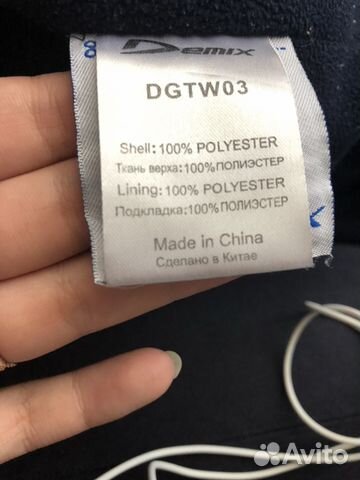 Demix
DGTW03
Shell: 100% POLYESTER
Ткань верха: 100% ПОЛИЭСТЕР
Lining: 100% POLYESTER
Подкладка: 100% ПОЛИЭСТЕР
Made in China
Сделано в Китае
Avito